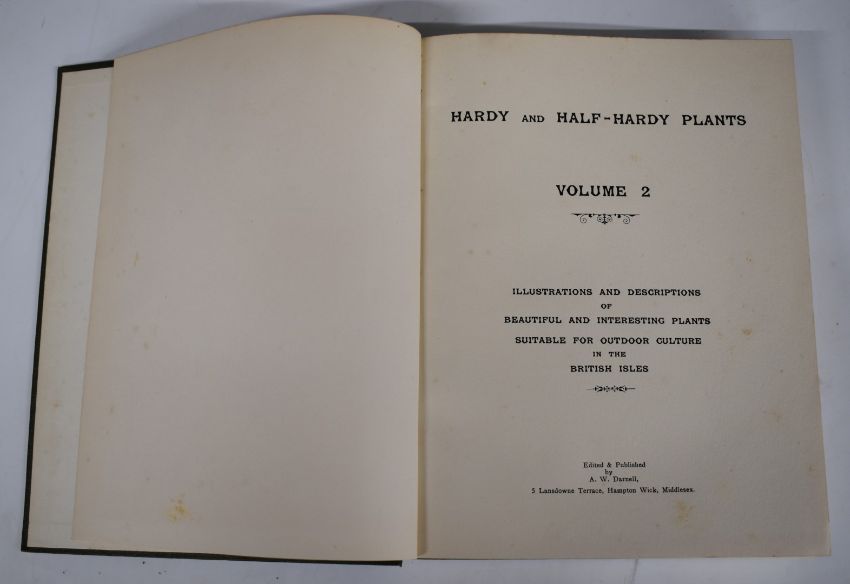 HARDY AND HALF-HARDY PLANTS
VOLUME 2
ILLUSTRATIONS AND DESCRIPTIONS
OF
BEAUTIFUL AND INTERESTING PLANTS
SUITABLE FOR OUTDOOR CULTURE
IN THE
BRITISH ISLES
Edited & Published
by
A. W. Darnell,
5 Lansdowne Terrace, Hampton Wick, Middlesex.